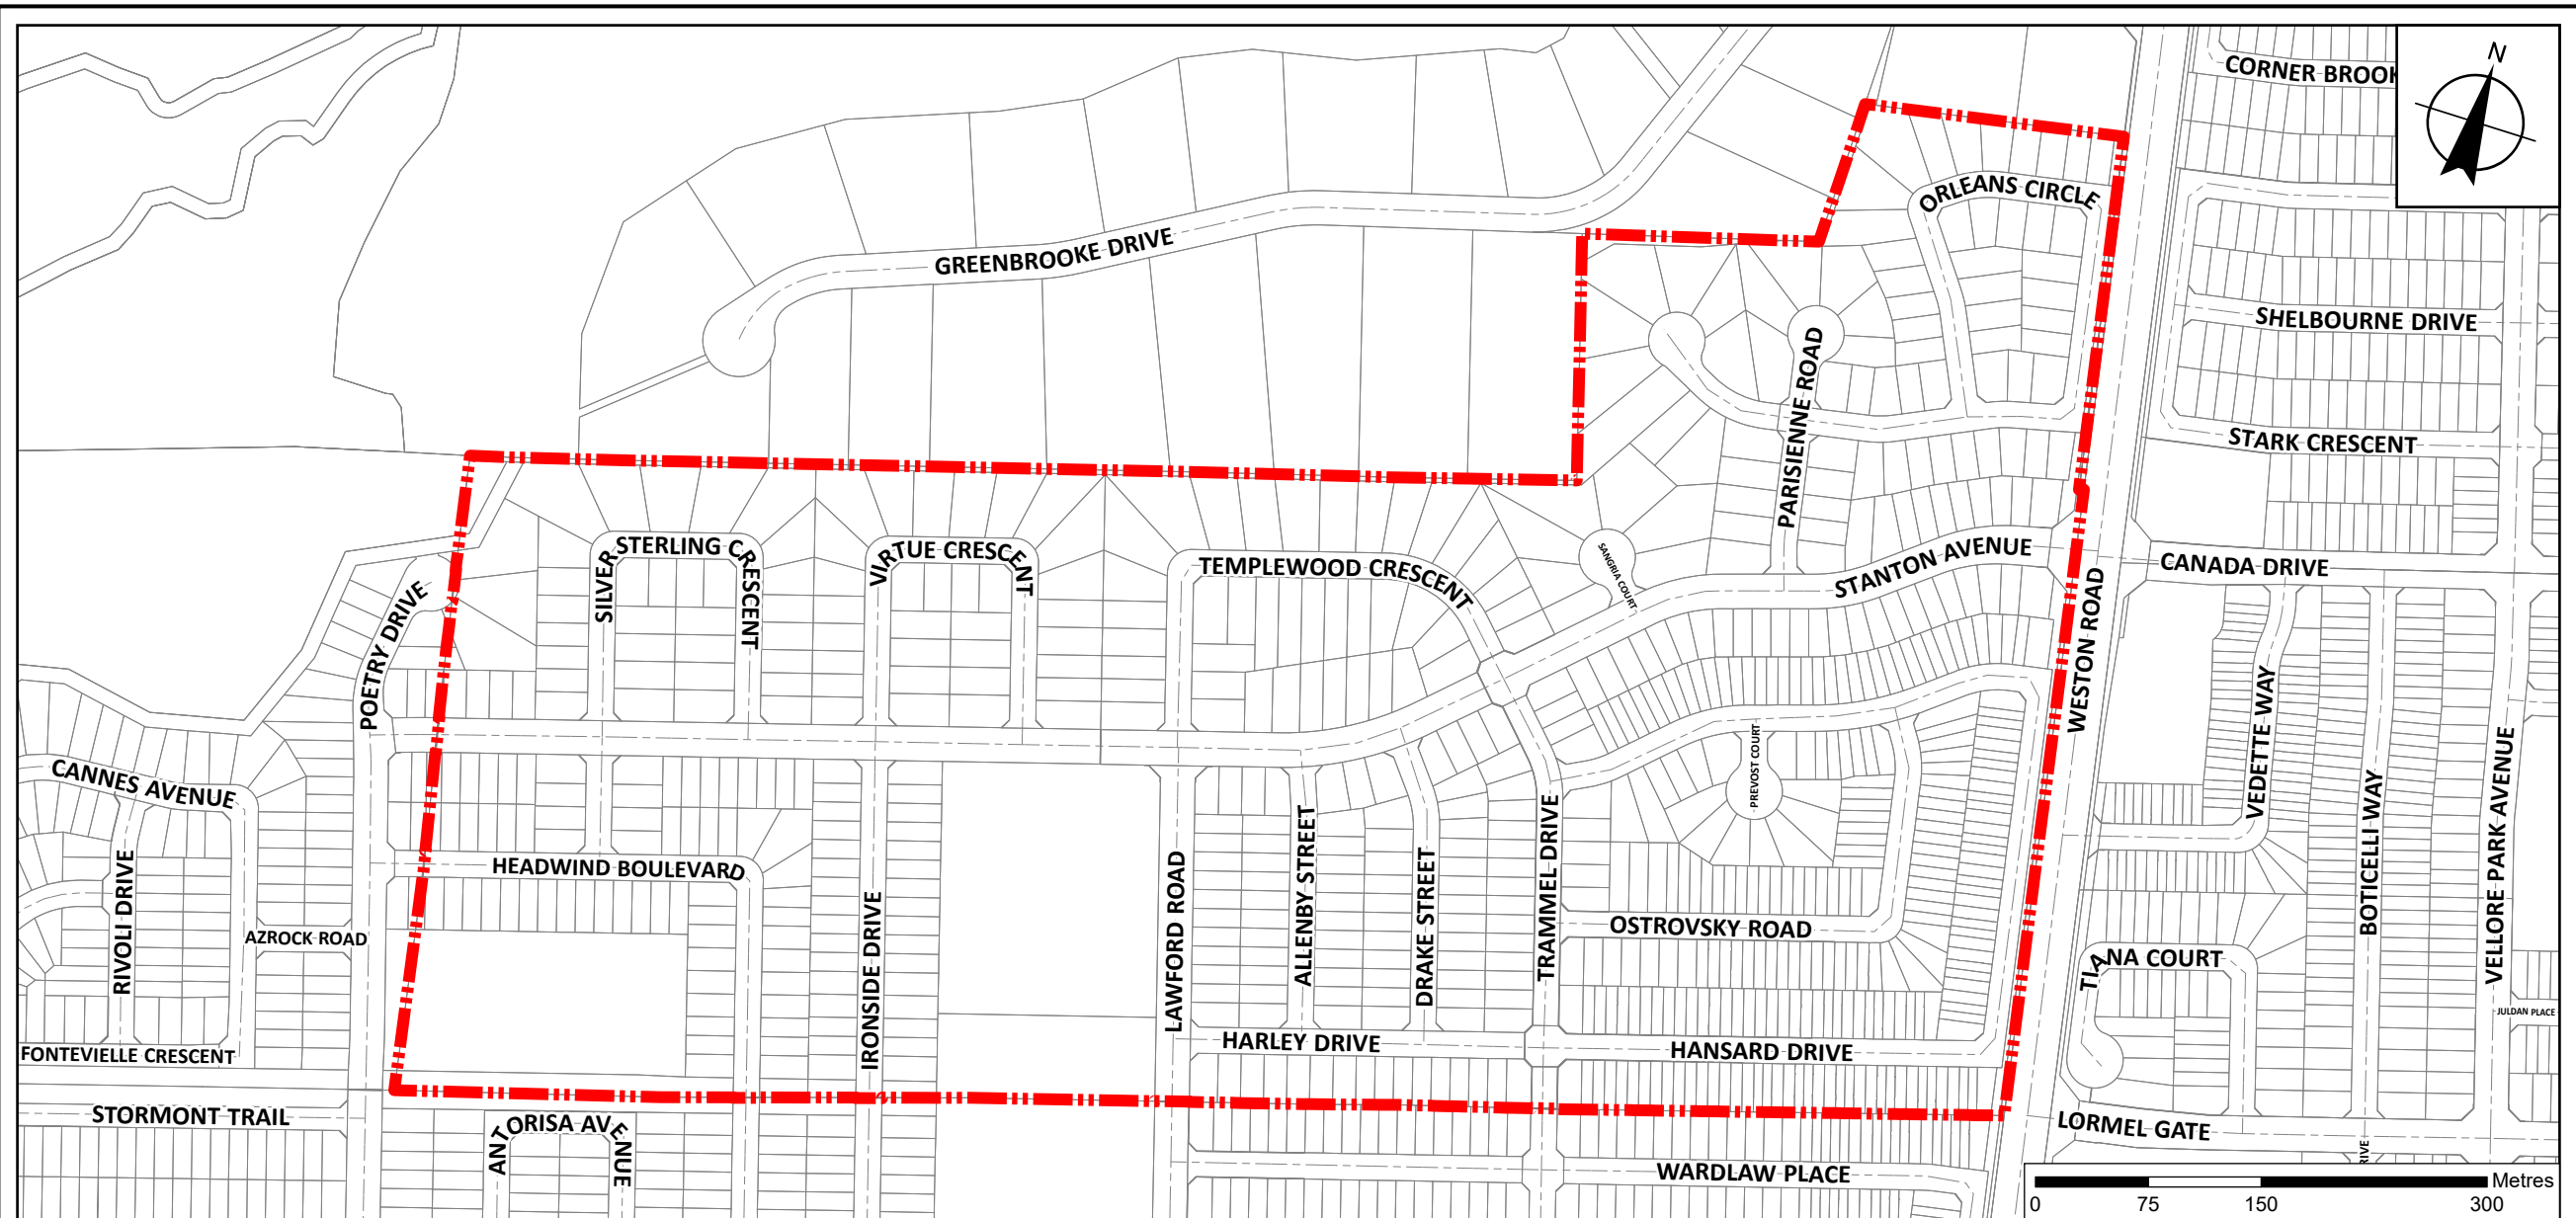 N
CORNER BROOK
ORLEANS CIRCLE
GREENBROOKE DRIVE
SHELBOURNE DRIVE
PARISIENNE ROAD
STARK CRESCENT
SILVER STERLING CRESCENT
VIRTUE CRESCENT
TEMPLEWOOD CRESCENT
SANGRIA COURT
STANTON AVENUE
CANADA DRIVE
POETRY DRIVE
WESTON ROAD
VEDETTE WAY
PREVOST COURT
CANNES AVENUE
BOTICELLI WAY
VELLORE PARK AVENUE
HEADWIND BOULEVARD
RIVOLI DRIVE
AZROCK ROAD
IRONSIDE DRIVE
LAWFORD ROAD
ALLENBY STREET
DRAKE STREET
TRAMMEL DRIVE
OSTROVSKY ROAD
TIANA COURT
JULDAN PLACE
FONTEVIELLE CRESCENT
HARLEY DRIVE
HANSARD DRIVE
STORMONT TRAIL
ANTORISA AVENUE
LORMEL GATE
WARDLAW PLACE
Metres
0 75 150 300